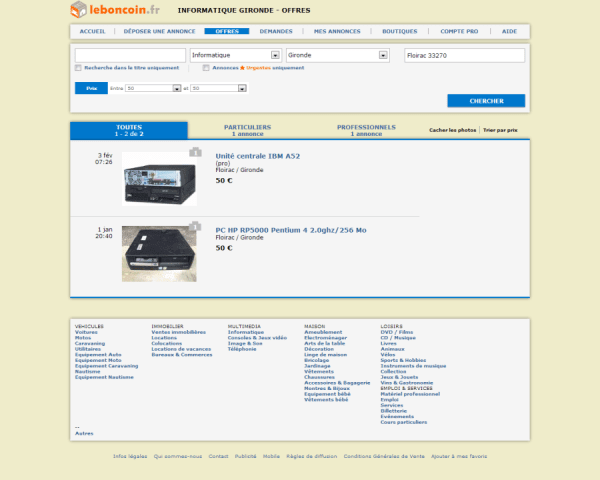 leboncoin.fr INFORMATIQUE GIRONDE - OFFRES
ACCUEIL DÉPOSER UNE ANNONCE OFFRES DEMANDES MES ANNONCES BOUTIQUES COMPTE PRO AIDE
Informatique Gironde Floirac 33270
Recherche dans le titre uniquement Annonces Urgentes uniquement
Prix Entre 50 et 50
CHERCHER
TOUTES PARTICULIERS PROFESSIONNELS
1 - 2 de 2 1 annonce 1 annonce Cacher les photos Trier par prix
3 fév
07:26
1
Unité centrale IBM A52
(pro)
Floirac / Gironde
50 €
1 jan
20:40
1
PC HP RP5000 Pentium 4 2.0ghz/256 Mo
Floirac / Gironde
50 €
VEHICULES
Voitures
Motos
Caravaning
Utilitaires
Equipement Auto
Equipement Moto
Equipement Caravaning
Nautisme
Equipement Nautisme
--
Autres
IMMOBILIER
Ventes immobilières
Locations
Colocations
Locations de vacances
Bureaux & Commerces
MULTIMEDIA
Informatique
Consoles & Jeux vidéo
Image & Son
Téléphonie
MAISON
Ameublement
Electroménager
Arts de la table
Décoration
Linge de maison
Bricolage
Jardinage
Vêtements
Chaussures
Accessoires & Bagagerie
Montres & Bijoux
Equipement bébé
Vêtements bébé
LOISIRS
DVD / Films
CD / Musique
Livres
Animaux
Vélos
Sports & Hobbies
Instruments de musique
Collection
Jeux & Jouets
Vins & Gastronomie
EMPLOI & SERVICES
Matériel professionnel
Emploi
Services
Billetterie
Evénements
Cours particuliers
Infos légales Qui sommes-nous Contact Publicité Mobile Règles de diffusion Conditions Générales de Vente Ajouter à mes favoris